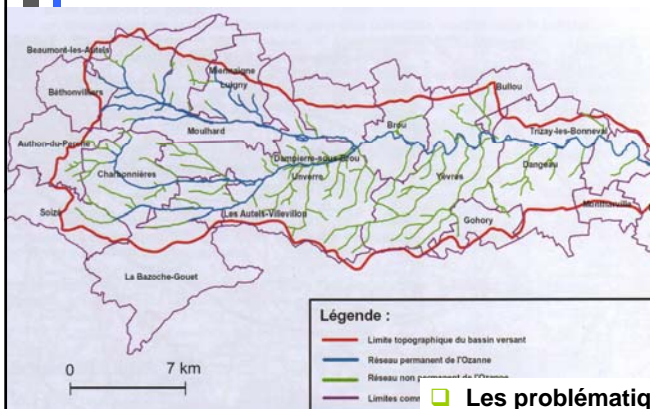 Beaumont-les-Autels
Miermaigne
Luigny
Béthonvilliers
Bullou
Moulhard
Brou
Trizay-les-Bonneval
Authon-du-Perche
Dampierre-sous-Brou
Charbonnières
Unverre
Yèvres
Dangeau
Soizé
Les Autels-Villevillon
Gohory
Montharville
La Bazoche-Gouet
Légende :
Limite topographique du bassin versant
Réseau permanent de l'Ozanne
Réseau non permanent de l'Ozanne
Limites comm
0 7 km
Les problématiq